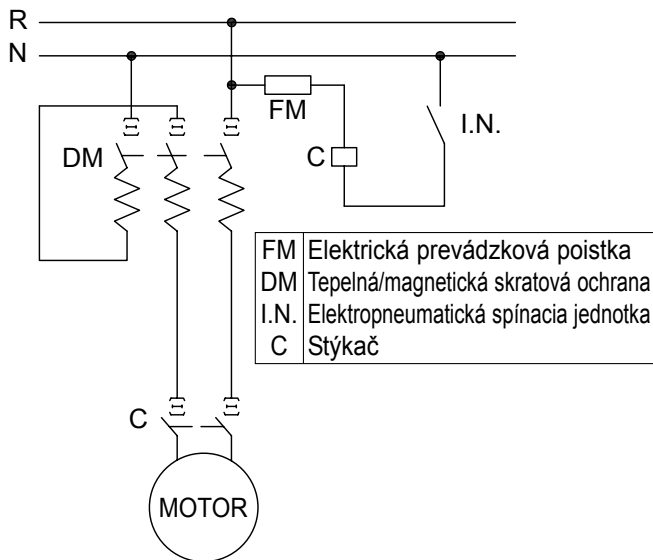 R
N
FM
I.N.
DM
C
FM Elektrická prevádzková poistka
DM Tepelná/magnetická skratová ochrana
I.N. Elektropneumatická spínacia jednotka
C Stýkač
C
MOTOR